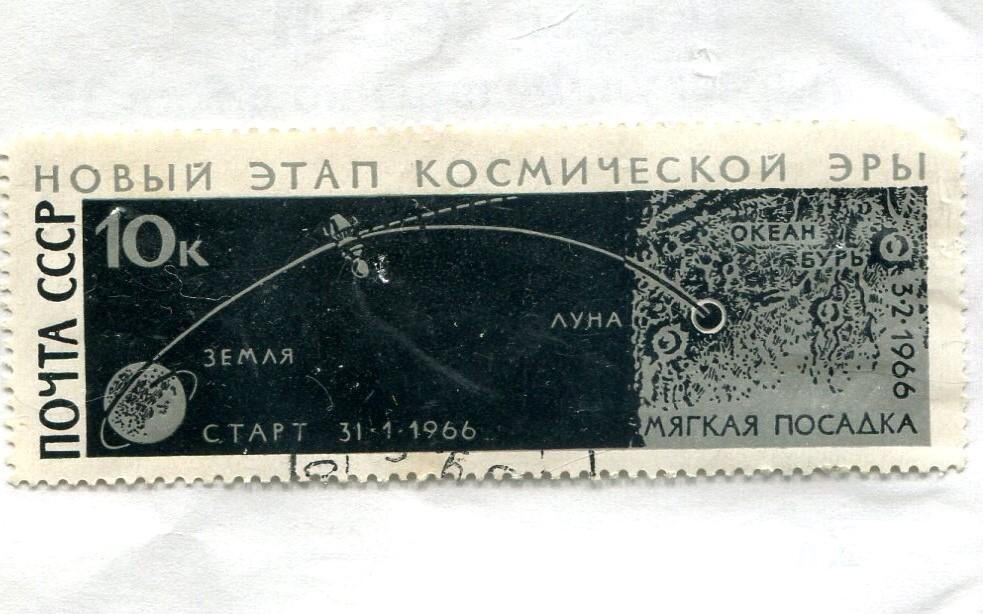 НОВЫЙ ЭТАП КОСМИЧЕСКОЙ ЭРЫ
ПОЧТА СССР
10к
ОКЕАН
БУРЬ
ЛУНА
3·2·1966
ЗЕМЛЯ
СТАРТ 31·1·1966
МЯГКАЯ ПОСАДКА